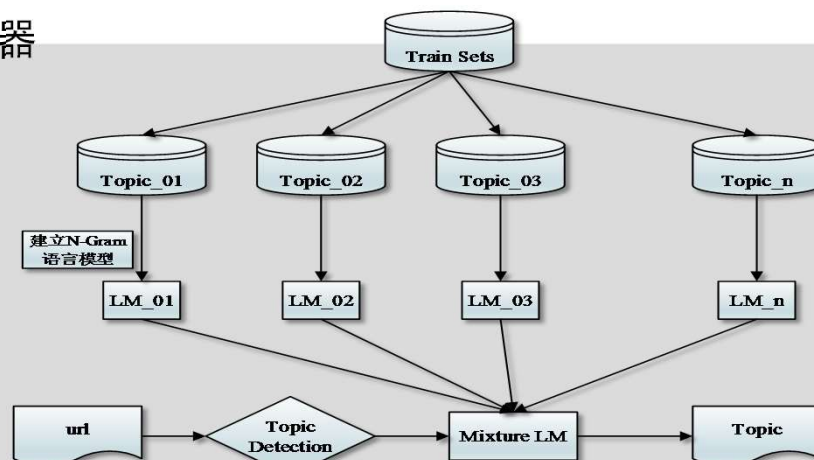 器
Train Sets
Topic_01
Topic_02
Topic_03
Topic_n
建立N-Gram
语言模型
LM_01
LM_02
LM_03
LM_n
url
Topic
Detection
Mixture LM
Topic